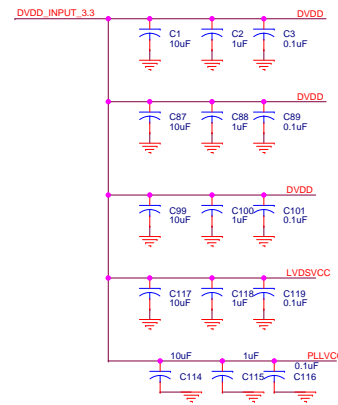 DVDD_INPUT_3.3 DVDD
C1 C2 C3
10uF 1uF 0.1uF
DVDD
C87 C88 C89
10uF 1uF 0.1uF
DVDD
C99 C100 C101
10uF 1uF 0.1uF
LVDSVCC
C117 C118 C119
10uF 1uF 0.1uF
10uF 1uF PLLVCC
0.1uF
C114 C115 C116